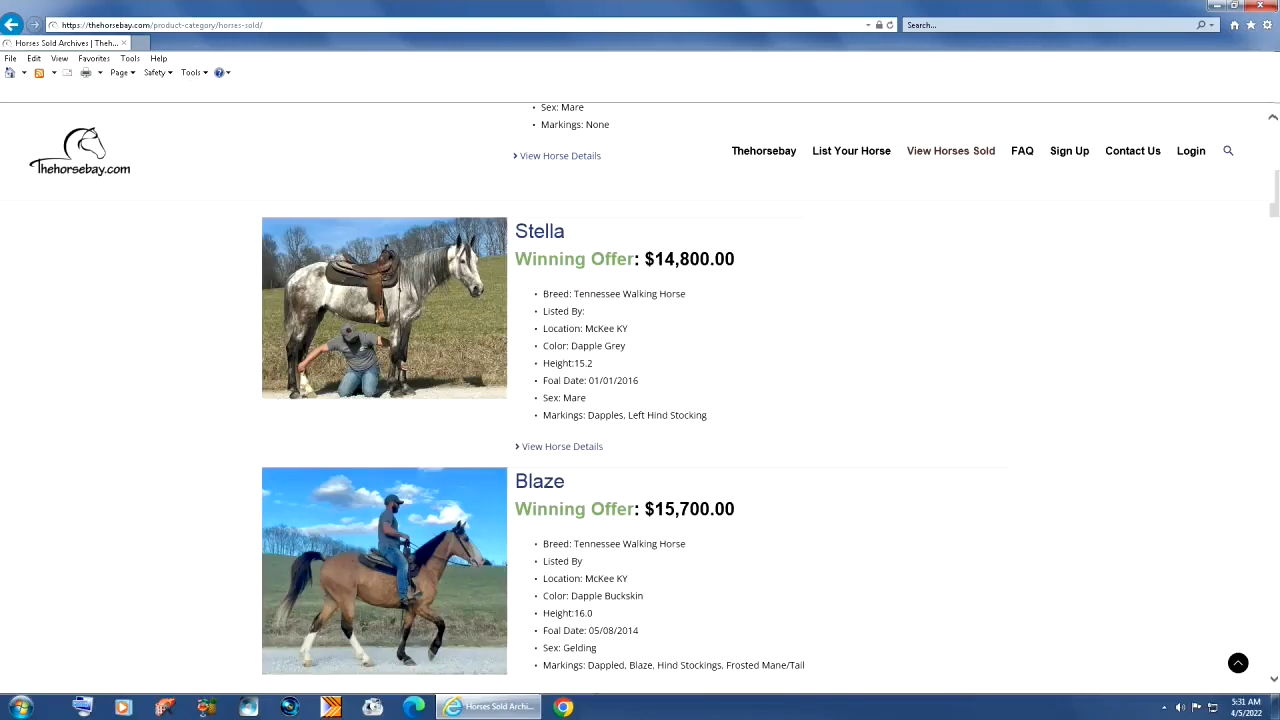 https://thehorsebay.com/product-category/horses-sold/
Search...
Horses Sold Archives | Theh...
File Edit View Favorites Tools Help
Page Safety Tools
Sex: Mare
Markings: None
View Horse Details
Thehorsebay.com
Thehorsebay List Your Horse View Horses Sold FAQ Sign Up Contact Us Login
Stella
Winning Offer: $14,800.00
Breed: Tennessee Walking Horse
Listed By:
Location: McKee KY
Color: Dapple Grey
Height:15.2
Foal Date: 01/01/2016
Sex: Mare
Markings: Dapples, Left Hind Stocking
View Horse Details
Blaze
Winning Offer: $15,700.00
Breed: Tennessee Walking Horse
Listed By
Location: McKee KY
Color: Dapple Buckskin
Height:16.0
Foal Date: 05/08/2014
Sex: Gelding
Markings: Dappled, Blaze, Hind Stockings, Frosted Mane/Tail
Horses Sold Archi...
5:31 AM
4/5/2022